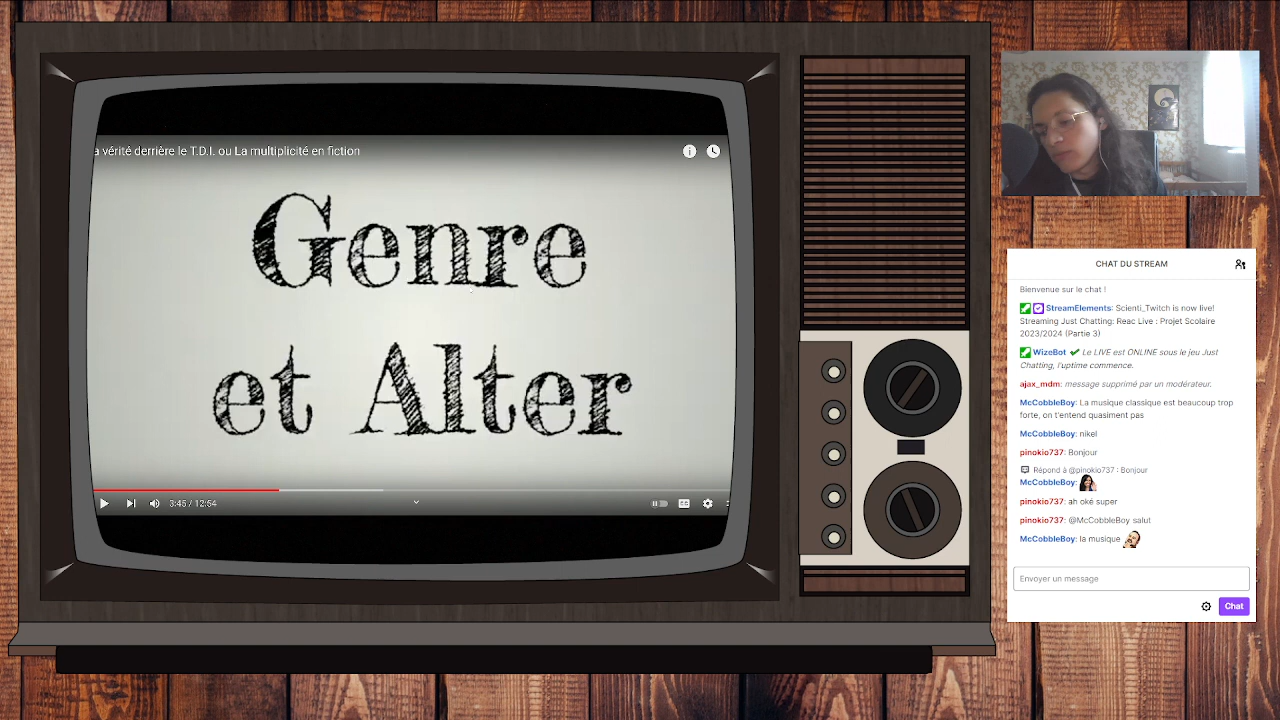 a vérité derrière le T.D.I. ou La multiplicité en fiction
Genre
et Alter
3:45 / 12:54
CHAT DU STREAM
Bienvenue sur le chat !
StreamElements: Scienti_Twitch is now live!
Streaming Just Chatting: Reac Live : Projet Scolaire
2023/2024 (Partie 3)
WizeBot Le LIVE est ONLINE sous le jeu Just
Chatting, l'uptime commence.
ajax_mdm: message supprimé par un modérateur.
McCobbleBoy: La musique classique est beaucoup trop
forte, on t'entend quasiment pas
McCobbleBoy: nikel
pinokio737: Bonjour
Répond à @pinokio737 : Bonjour
McCobbleBoy:
pinokio737: ah oké super
pinokio737: @McCobbleBoy salut
McCobbleBoy: la musique
Envoyer un message
Chat